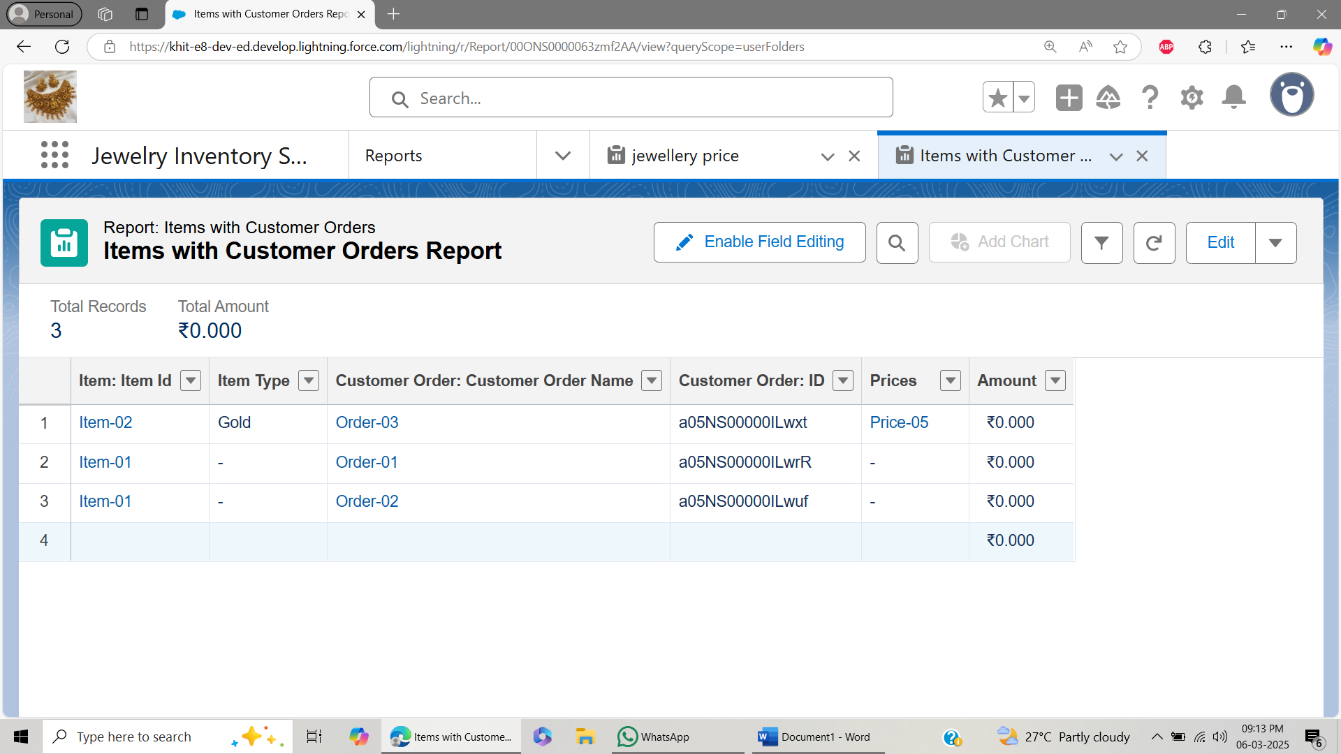 Personal
Items with Customer Orders Repo
https://khit-e8-dev-ed.develop.lightning.force.com/lightning/r/Report/00ONS0000063zmf2AA/view?queryScope=userFolders
ABP
Search...
Jewelry Inventory S...
Reports
jewellery price
Items with Customer ...
Report: Items with Customer Orders
Items with Customer Orders Report
Enable Field Editing
Add Chart
Edit
Total Records
3
Total Amount
₹0.000
Item: Item Id Item Type Customer Order: Customer Order Name Customer Order: ID Prices Amount
1 Item-02 Gold Order-03 a05NS00000ILwxt Price-05 ₹0.000
2 Item-01 - Order-01 a05NS00000ILwrR - ₹0.000
3 Item-01 - Order-02 a05NS00000ILwuf - ₹0.000
4 ₹0.000
Type here to search
Items with Custome...
WhatsApp
Document1 - Word
27°C Partly cloudy
09:13 PM
06-03-2025
6